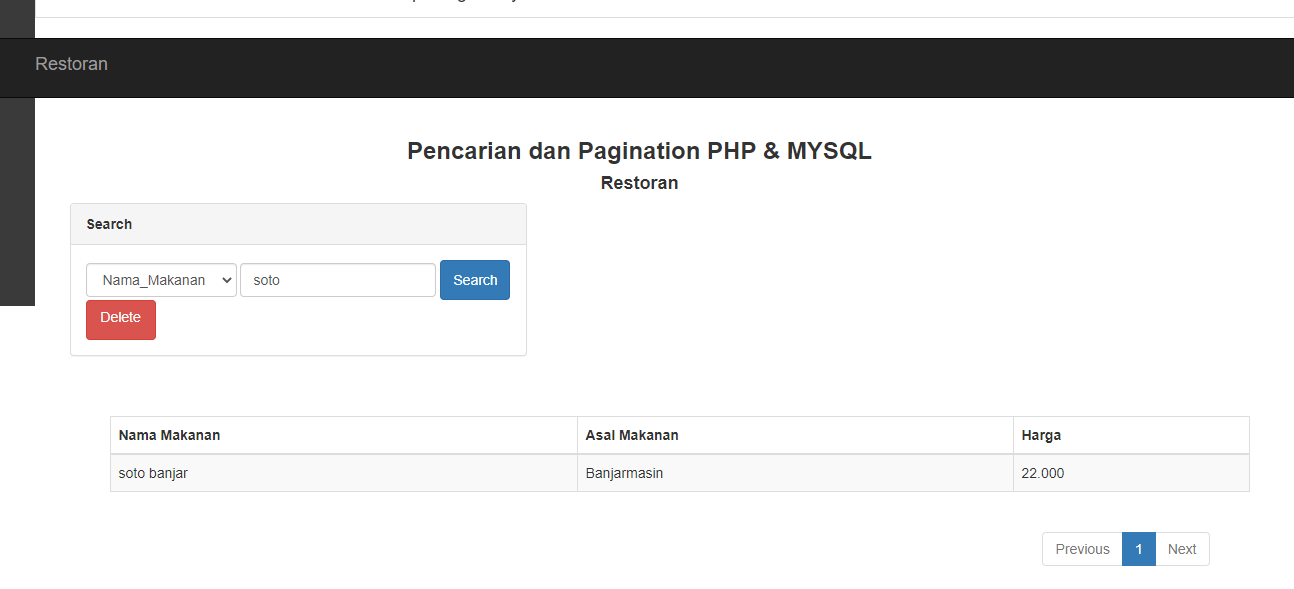 Restoran
Pencarian dan Pagination PHP & MYSQL
Restoran
Search
Nama_Makanan soto Search
Delete
Nama Makanan Asal Makanan Harga
soto banjar Banjarmasin 22.000
Previous 1 Next